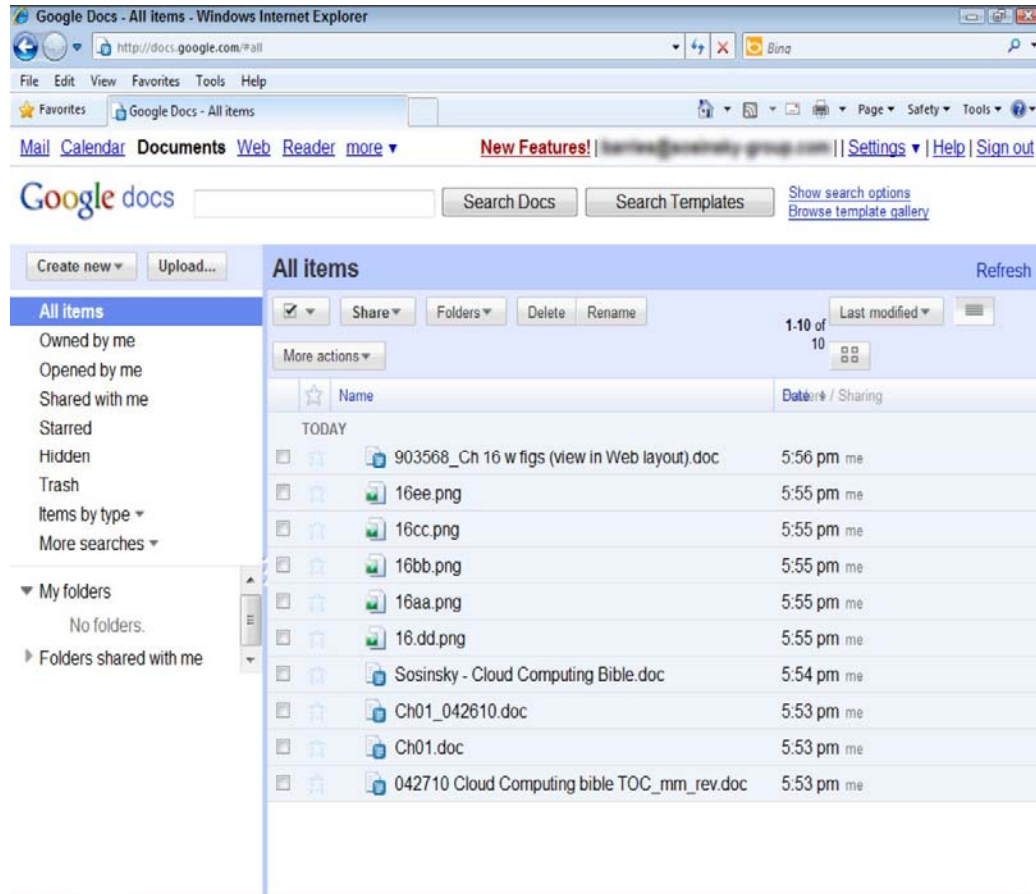 Google Docs - All items - Windows Internet Explorer
http://docs.google.com/#all Bing
File Edit View Favorites Tools Help
Favorites Google Docs - All items Page Safety Tools
Mail Calendar Documents Web Reader more New Features! | | | Settings | Help | Sign out
Google docs Search Docs Search Templates Show search options
Browse template gallery
Create new Upload... All items Refresh
All items Share Folders Delete Rename 1-10 of Last modified
Owned by me
Opened by me More actions 10
Shared with me Name Date / Sharing
Starred TODAY
Hidden 903568_Ch 16 w figs (view in Web layout).doc 5:56 pm me
Trash 16ee.png 5:55 pm me
Items by type 16cc.png 5:55 pm me
More searches 16bb.png 5:55 pm me
My folders 16aa.png 5:55 pm me
No folders. 16.dd.png 5:55 pm me
Folders shared with me Sosinsky - Cloud Computing Bible.doc 5:54 pm me
Ch01_042610.doc 5:53 pm me
Ch01.doc 5:53 pm me
042710 Cloud Computing bible TOC_mm_rev.doc 5:53 pm me